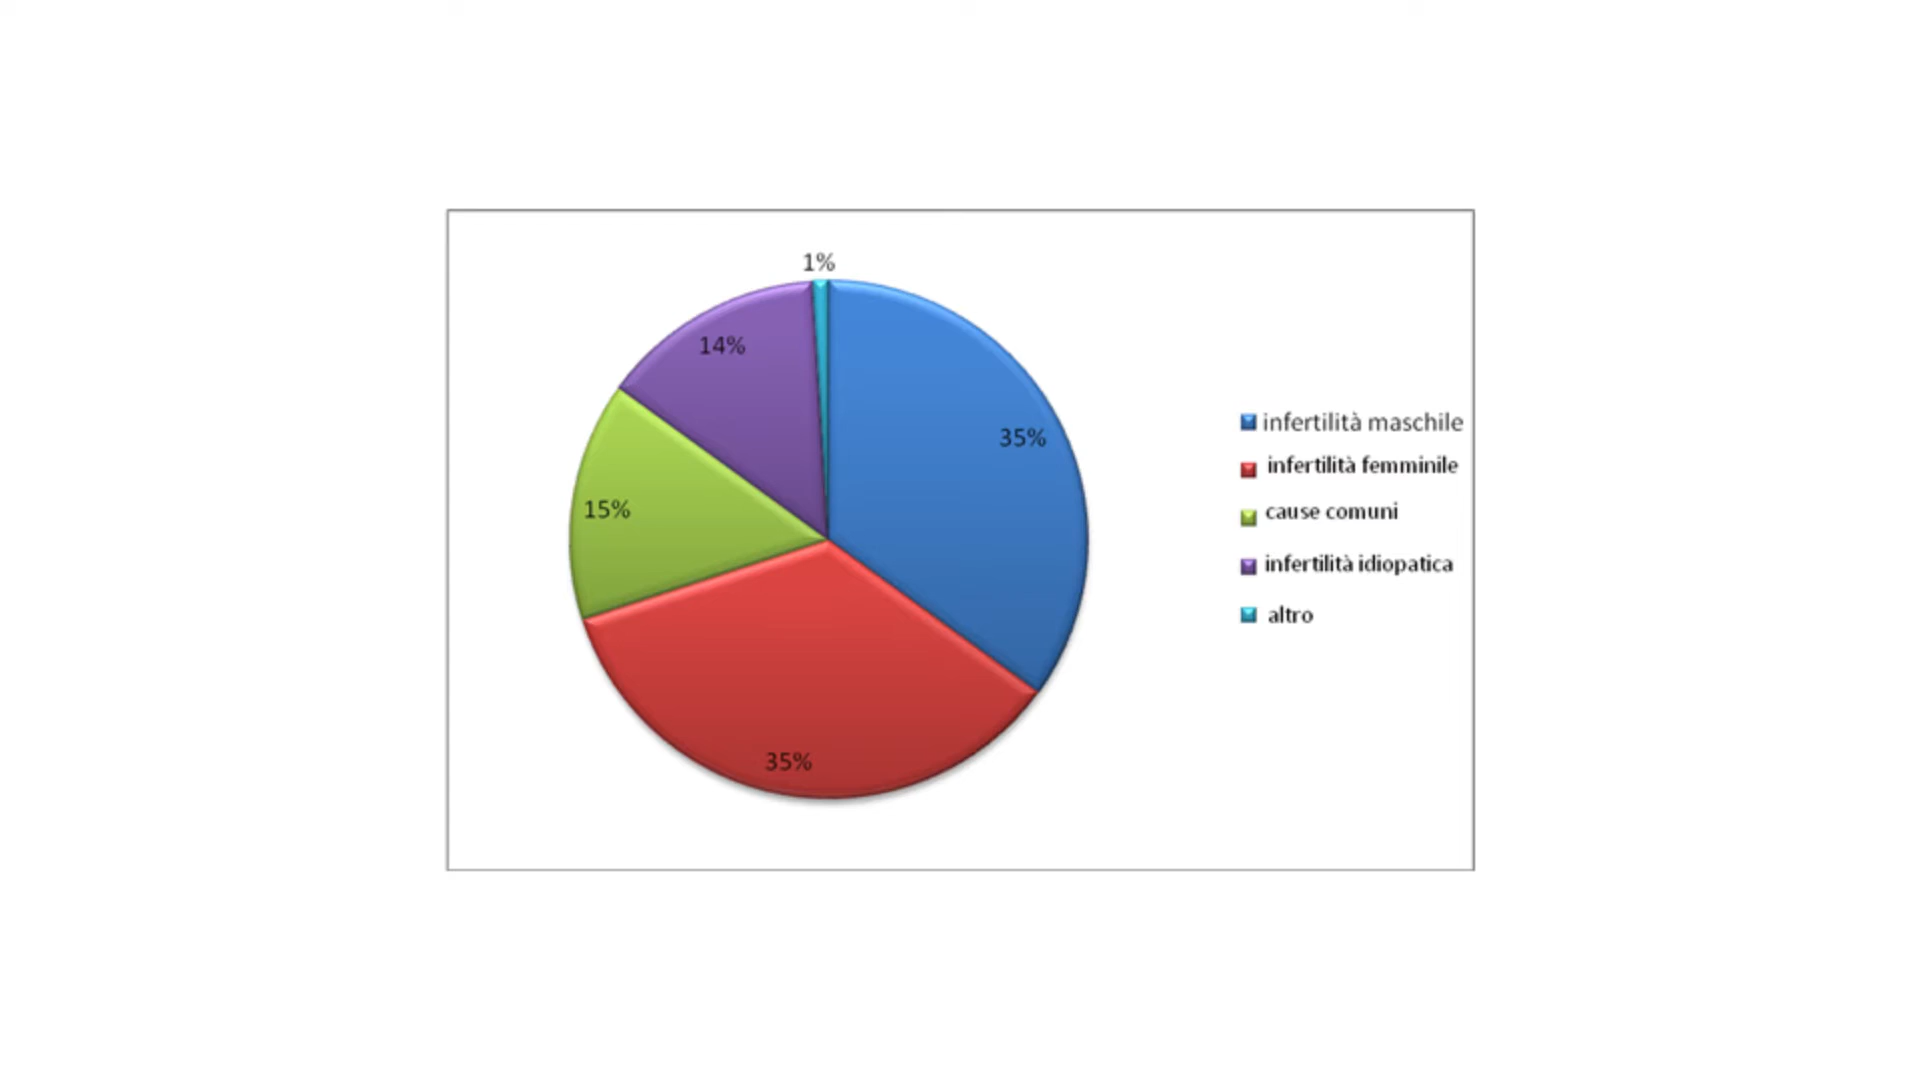 1%
14%
35%
15%
35%
infertilità maschile
infertilità femminile
cause comuni
infertilità idiopatica
altro